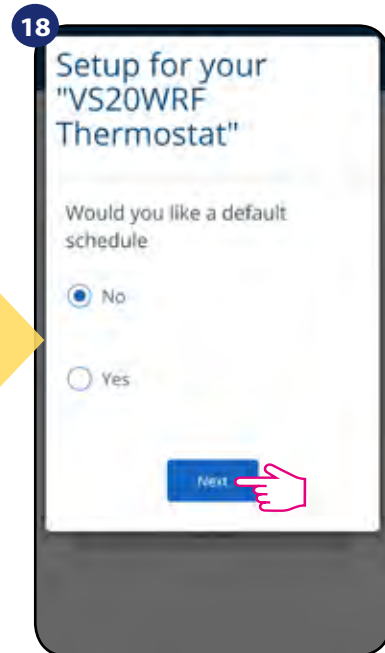 18
Setup for your
"VS20WRF
Thermostat"
Would you like a default
schedule
No
Yes
Next